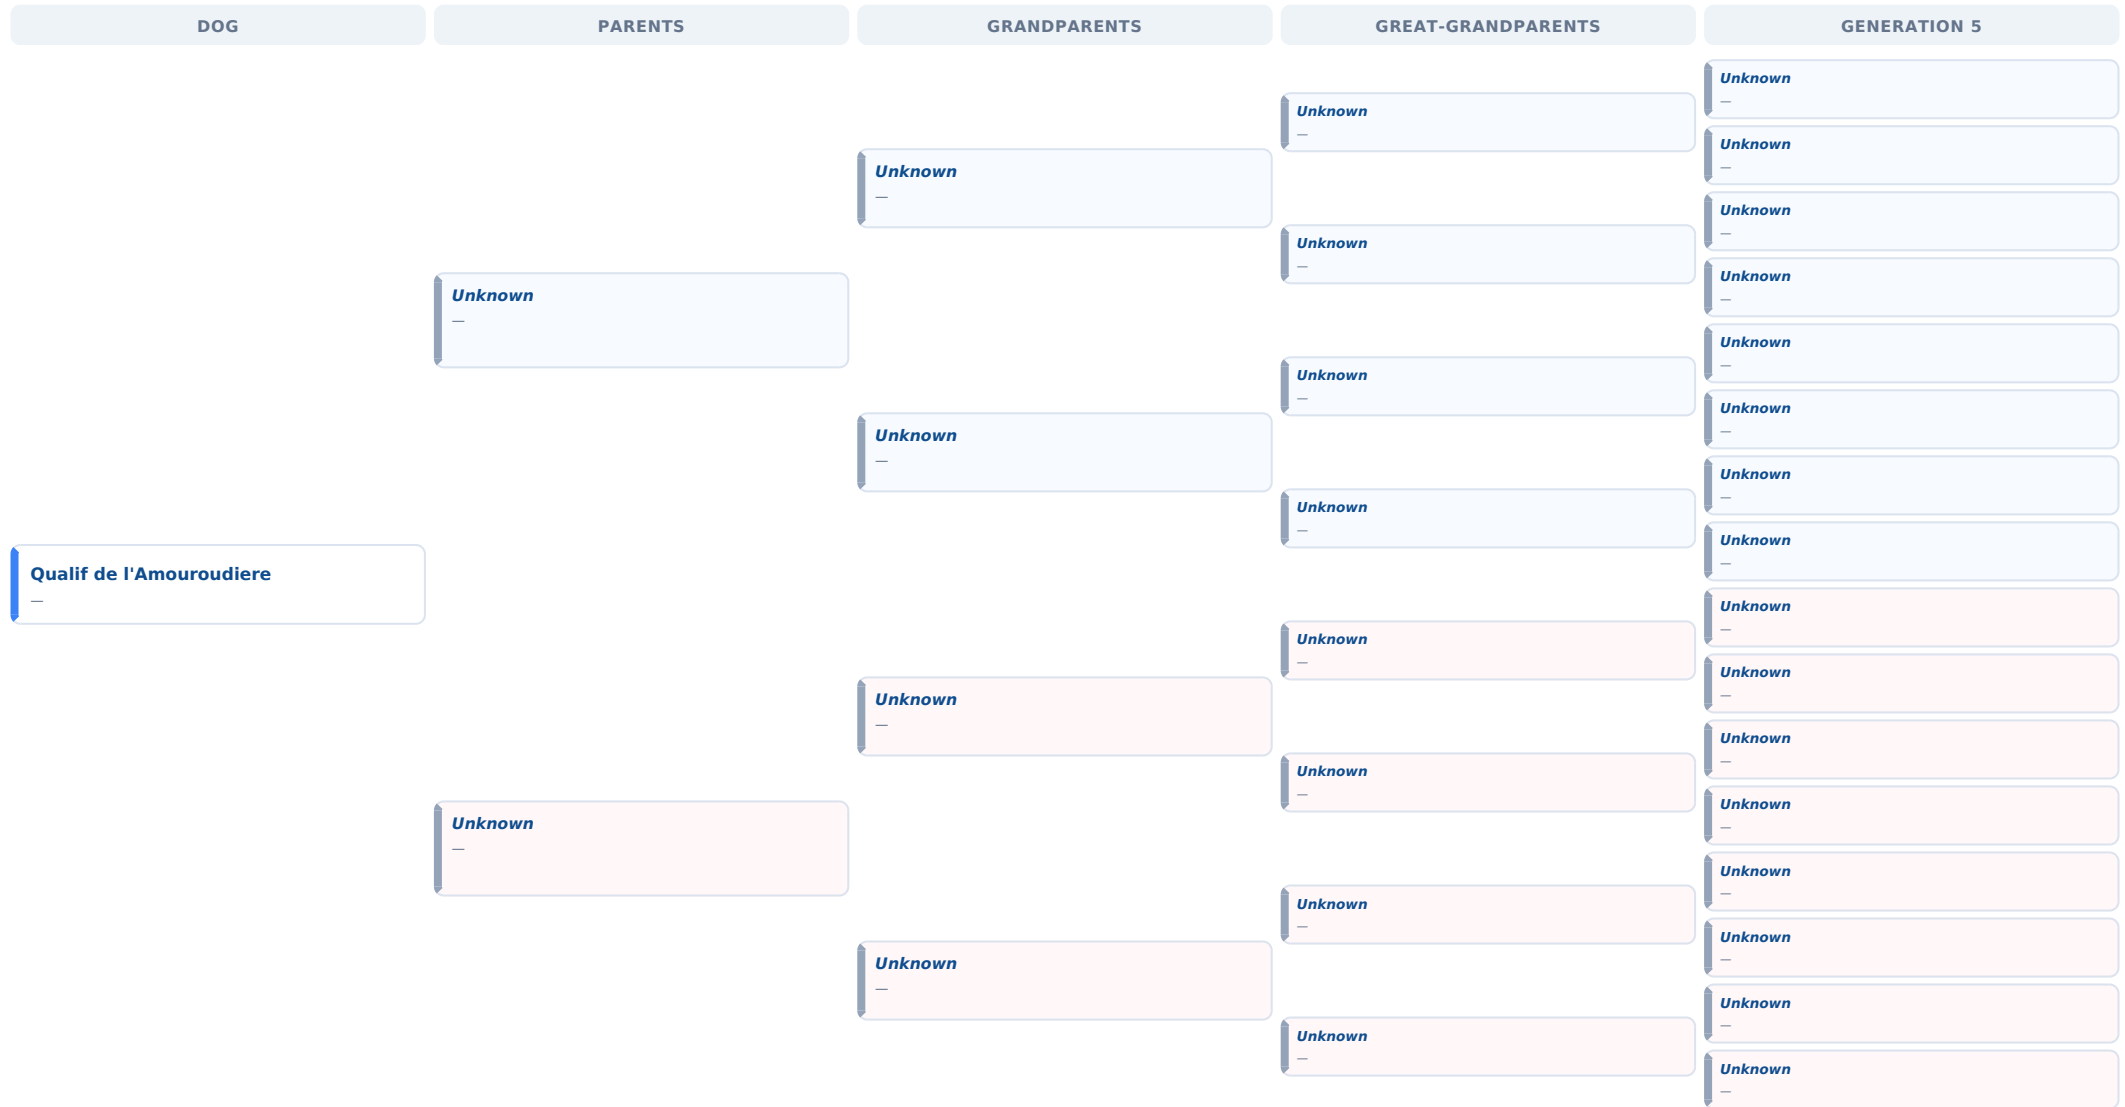 DOG
PARENTS
GRANDPARENTS
GREAT-GRANDPARENTS
GENERATION 5
Qualif de l'Amouroudiere
—
Unknown
—
Unknown
—
Unknown
—
Unknown
—
Unknown
—
Unknown
—
Unknown
—
Unknown
—
Unknown
—
Unknown
—
Unknown
—
Unknown
—
Unknown
—
Unknown
—
Unknown
—
Unknown
—
Unknown
—
Unknown
—
Unknown
—
Unknown
—
Unknown
—
Unknown
—
Unknown
—
Unknown
—
Unknown
—
Unknown
—
Unknown
—
Unknown
—
Unknown
—
Unknown
—